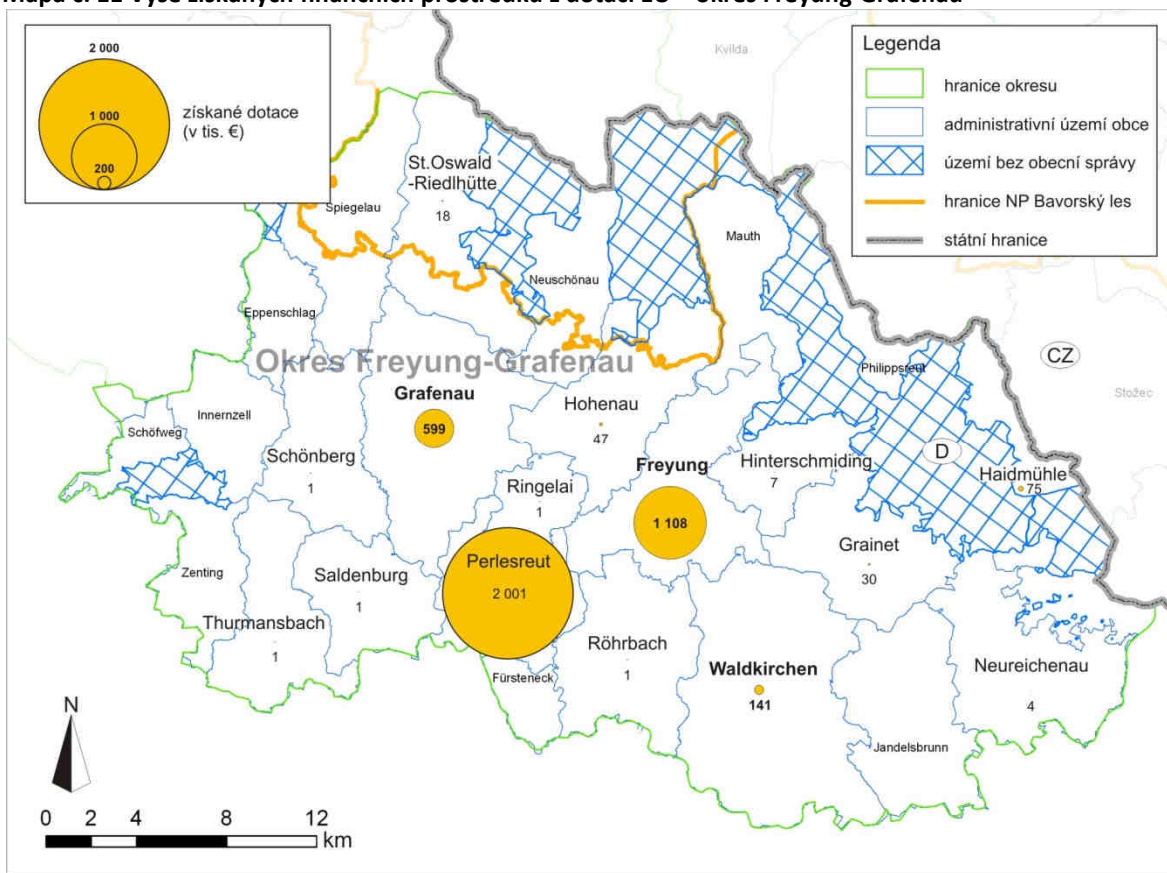 Mapa č. 11 Výše získaných finančních prostředků z dotací EU – okres Freyung-Grafenau
2 000
1 000
200
získané dotace
(v tis. €)
Legenda
hranice okresu
administrativní území obce
území bez obecní správy
hranice NP Bavorský les
státní hranice
Kvilda
St.Oswald
-Riedlhütte
18
Spiegelau
Mauth
Neuschönau
Eppenschlag
Okres Freyung-Grafenau
Philippsreut
CZ
Stožec
Grafenau
599
Hohenau
47
Innernzell
Schöfweg
Schönberg
1
Freyung
1 108
Hinterschmiding
7
D
Haidmühle
75
Ringelai
1
Grainet
30
Perlesreut
2 001
Zenting
Saldenburg
1
Thurmansbach
1
Röhrbach
1
Fürsteneck
Waldkirchen
141
Neureichenau
4
Jandelsbrunn
N
0 2 4 8 12
km